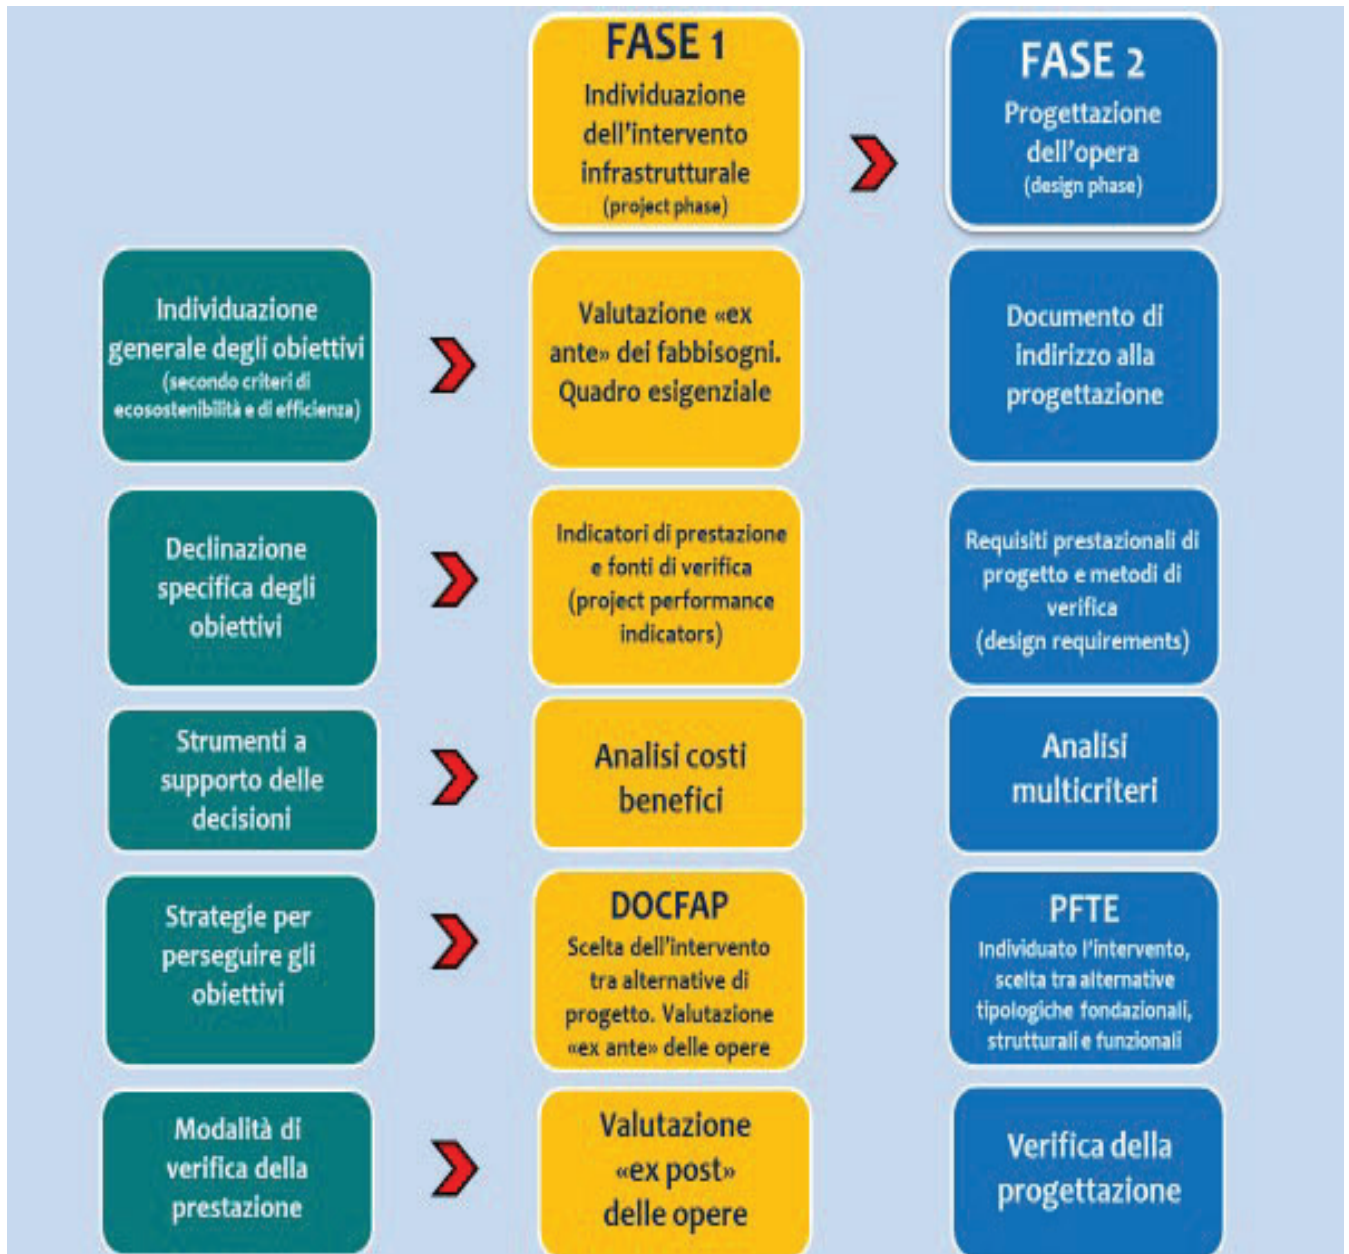 FASE 1
Individuazione
dell'intervento
infrastrutturale
(project phase)
FASE 2
Progettazione
dell'opera
(design phase)
Individuazione
generale degli obiettivi
(secondo criteri di
ecosostenibilità e di efficienza)
Valutazione «ex
ante» dei fabbisogni.
Quadro esigenziale
Documento di
indirizzo alla
progettazione
Declinazione
specifica degli
obiettivi
Indicatori di prestazione
e fonti di verifica
(project performance
indicators)
Requisiti prestazionali di
progetto e metodi di
verifica
(design requirements)
Strumenti a
supporto delle
decisioni
Analisi costi
benefici
Analisi
multicriteri
Strategie per
perseguire gli
obiettivi
DOCFAP
Scelta dell'intervento
tra alternative di
progetto. Valutazione
«ex ante» delle opere
PFTE
Individuato l'intervento,
scelta tra alternative
tipologiche fondazionali,
strutturali e funzionali
Modalità di
verifica della
prestazione
Valutazione
«ex post»
delle opere
Verifica della
progettazione